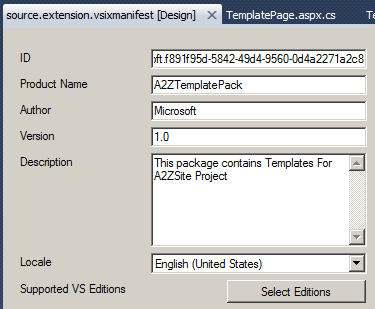 source.extension.vsixmanifest [Design] TemplatePage.aspx.cs
ID ft.f891f95d-5842-49d4-9560-0d4a2271a2c8
Product Name A2ZTemplatePack
Author Microsoft
Version 1.0
Description This package contains Templates For
A2ZSite Project
Locale English (United States)
Supported VS Editions Select Editions